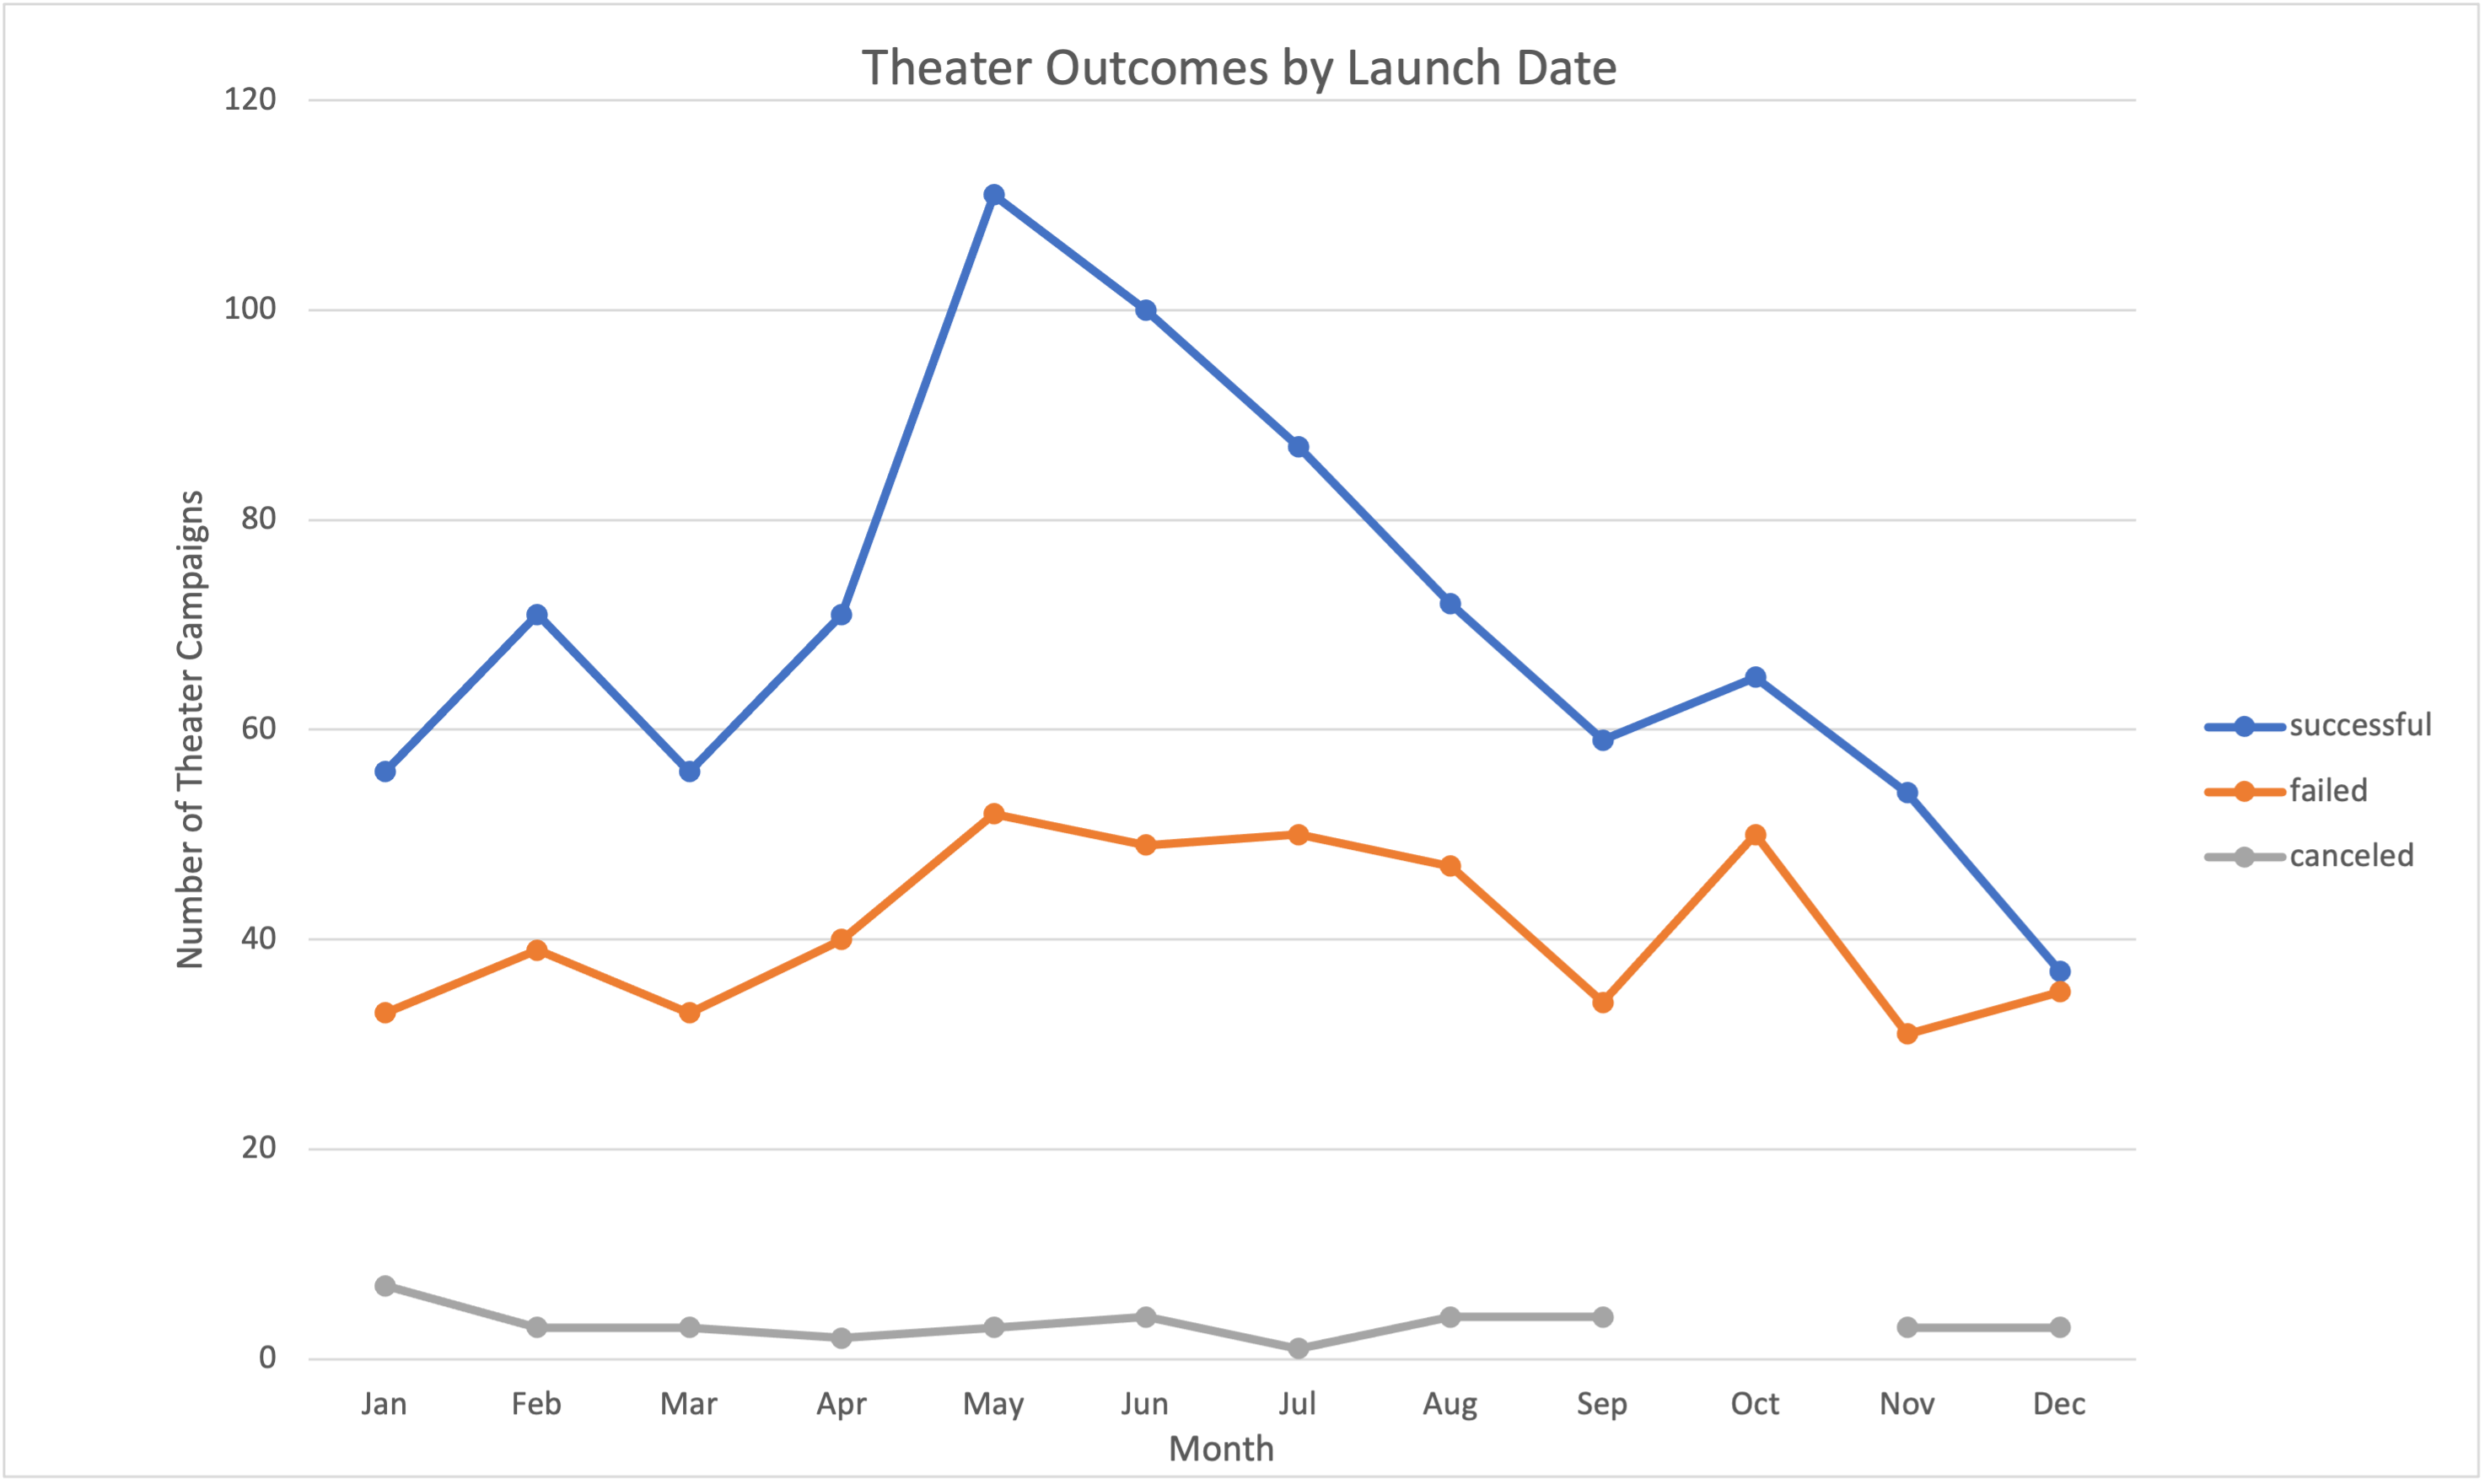 Theater Outcomes by Launch Date
120
100
80
60
40
20
0
Number of Theater Campaigns
Jan Feb Mar Apr May Jun Jul Aug Sep Oct Nov Dec
Month
successful
failed
canceled